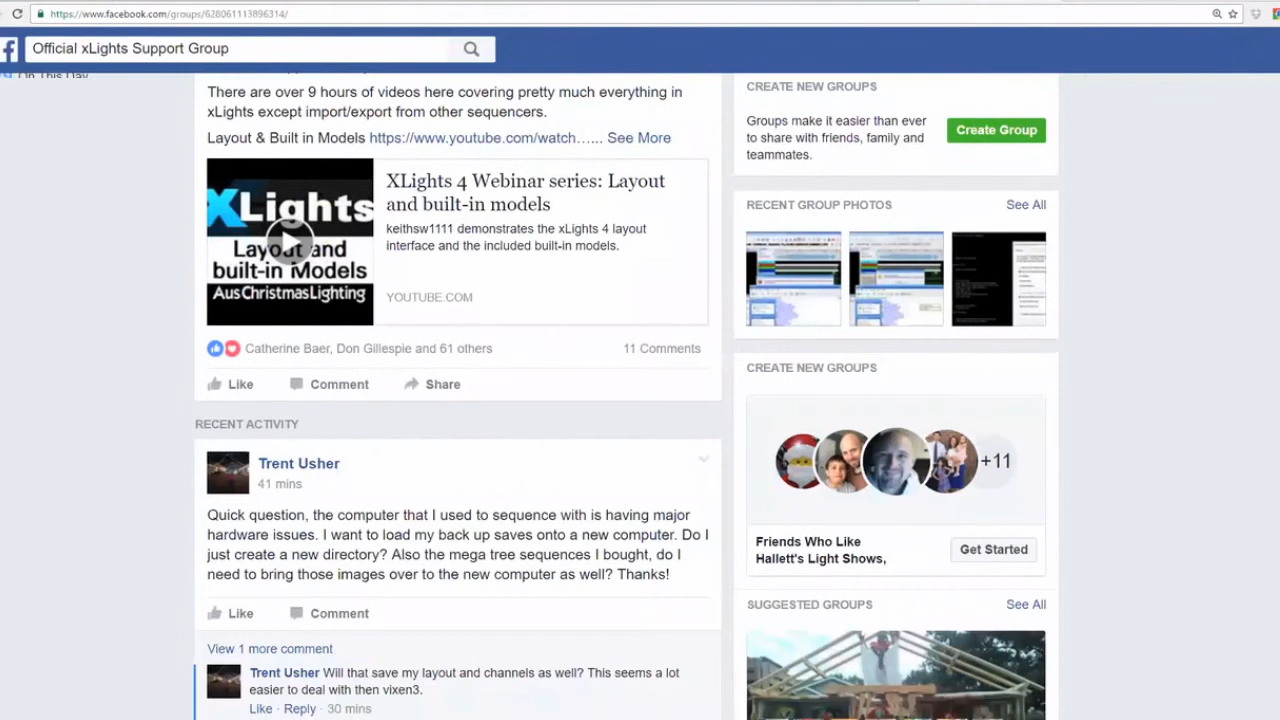 https://www.facebook.com/groups/628061113896314/
Official xLights Support Group
On This Day
There are over 9 hours of videos here covering pretty much everything in
xLights except import/export from other sequencers.
Layout & Built in Models https://www.youtube.com/watch…... See More
XLights
Layout and
built-in Models
AusChristmasLighting
XLights 4 Webinar series: Layout
and built-in models
keithsw1111 demonstrates the xLights 4 layout
interface and the included built-in models.
YOUTUBE.COM
Catherine Baer, Don Gillespie and 61 others
11 Comments
Like Comment Share
RECENT ACTIVITY
Trent Usher
41 mins
Quick question, the computer that I used to sequence with is having major
hardware issues. I want to load my back up saves onto a new computer. Do I
just create a new directory? Also the mega tree sequences I bought, do I
need to bring those images over to the new computer as well? Thanks!
Like Comment
View 1 more comment
Trent Usher Will that save my layout and channels as well? This seems a lot
easier to deal with then vixen3.
Like · Reply · 30 mins
CREATE NEW GROUPS
Groups make it easier than ever
to share with friends, family and
teammates.
Create Group
RECENT GROUP PHOTOS
See All
CREATE NEW GROUPS
+11
Friends Who Like
Hallett's Light Shows,
Get Started
SUGGESTED GROUPS
See All